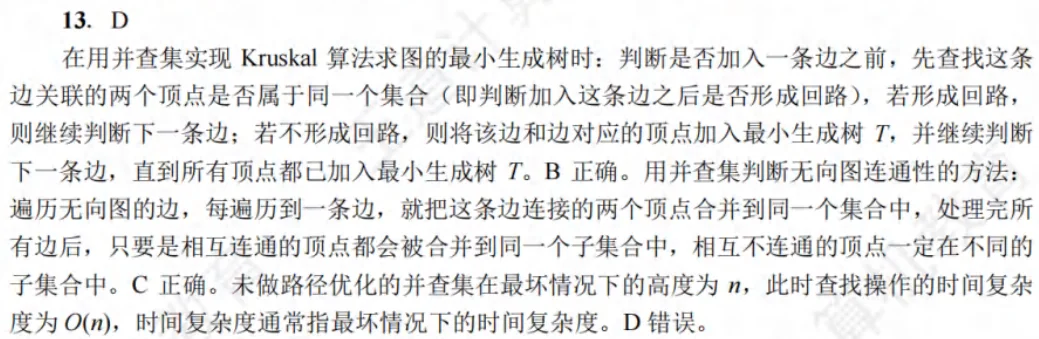 13. D
在用并查集实现 Kruskal 算法求图的最小生成树时：判断是否加入一条边之前，先查找这条
边关联的两个顶点是否属于同一个集合（即判断加入这条边之后是否形成回路），若形成回路，
则继续判断下一条边；若不形成回路，则将该边和边对应的顶点加入最小生成树 T，并继续判断
下一条边，直到所有顶点都已加入最小生成树 T。B 正确。用并查集判断无向图连通性的方法：
遍历无向图的边，每遍历到一条边，就把这条边连接的两个顶点合并到同一个集合中，处理完所
有边后，只要是相互连通的顶点都会被合并到同一个子集合中，相互不连通的顶点一定在不同的
子集合中。C 正确。未做路径优化的并查集在最坏情况下的高度为 n，此时查找操作的时间复杂
度为 O(n)，时间复杂度通常指最坏情况下的时间复杂度。D 错误。